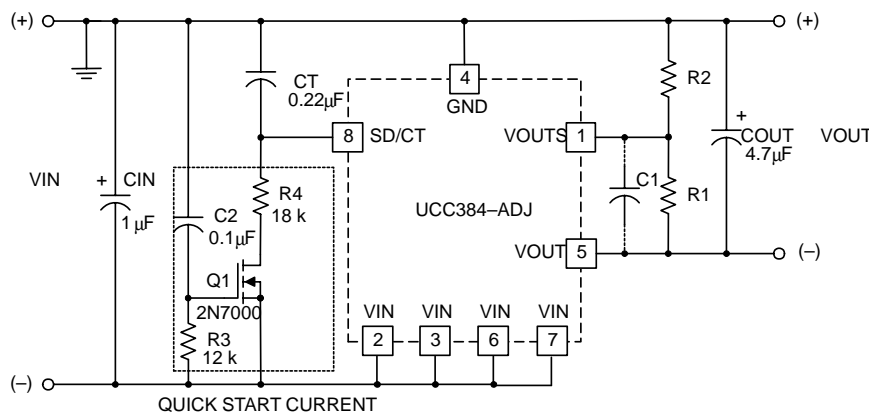 (+)
(+)
CT
0.22µF
4
GND
R2
8
SD/CT
VOUTS
1
+
COUT
4.7µF
VOUT
VIN
+
CIN
1 µF
R4
18 k
C1
R1
UCC384–ADJ
C2
0.1µF
VOUT
5
(–)
Q1
2N7000
VIN
VIN
VIN
VIN
2
3
6
7
R3
12 k
(–)
QUICK START CURRENT